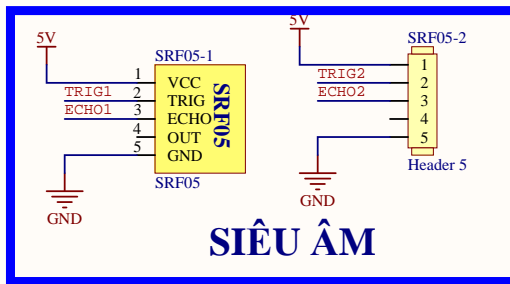 5V
SRF05-1
1 VCC
TRIG1 2 TRIG
ECHO1 3 ECHO
4 OUT
5 GND
SRF05
SRF05
GND
5V
SRF05-2
1
TRIG2 2
ECHO2 3
4
5
Header 5
GND
SIÊU ÂM